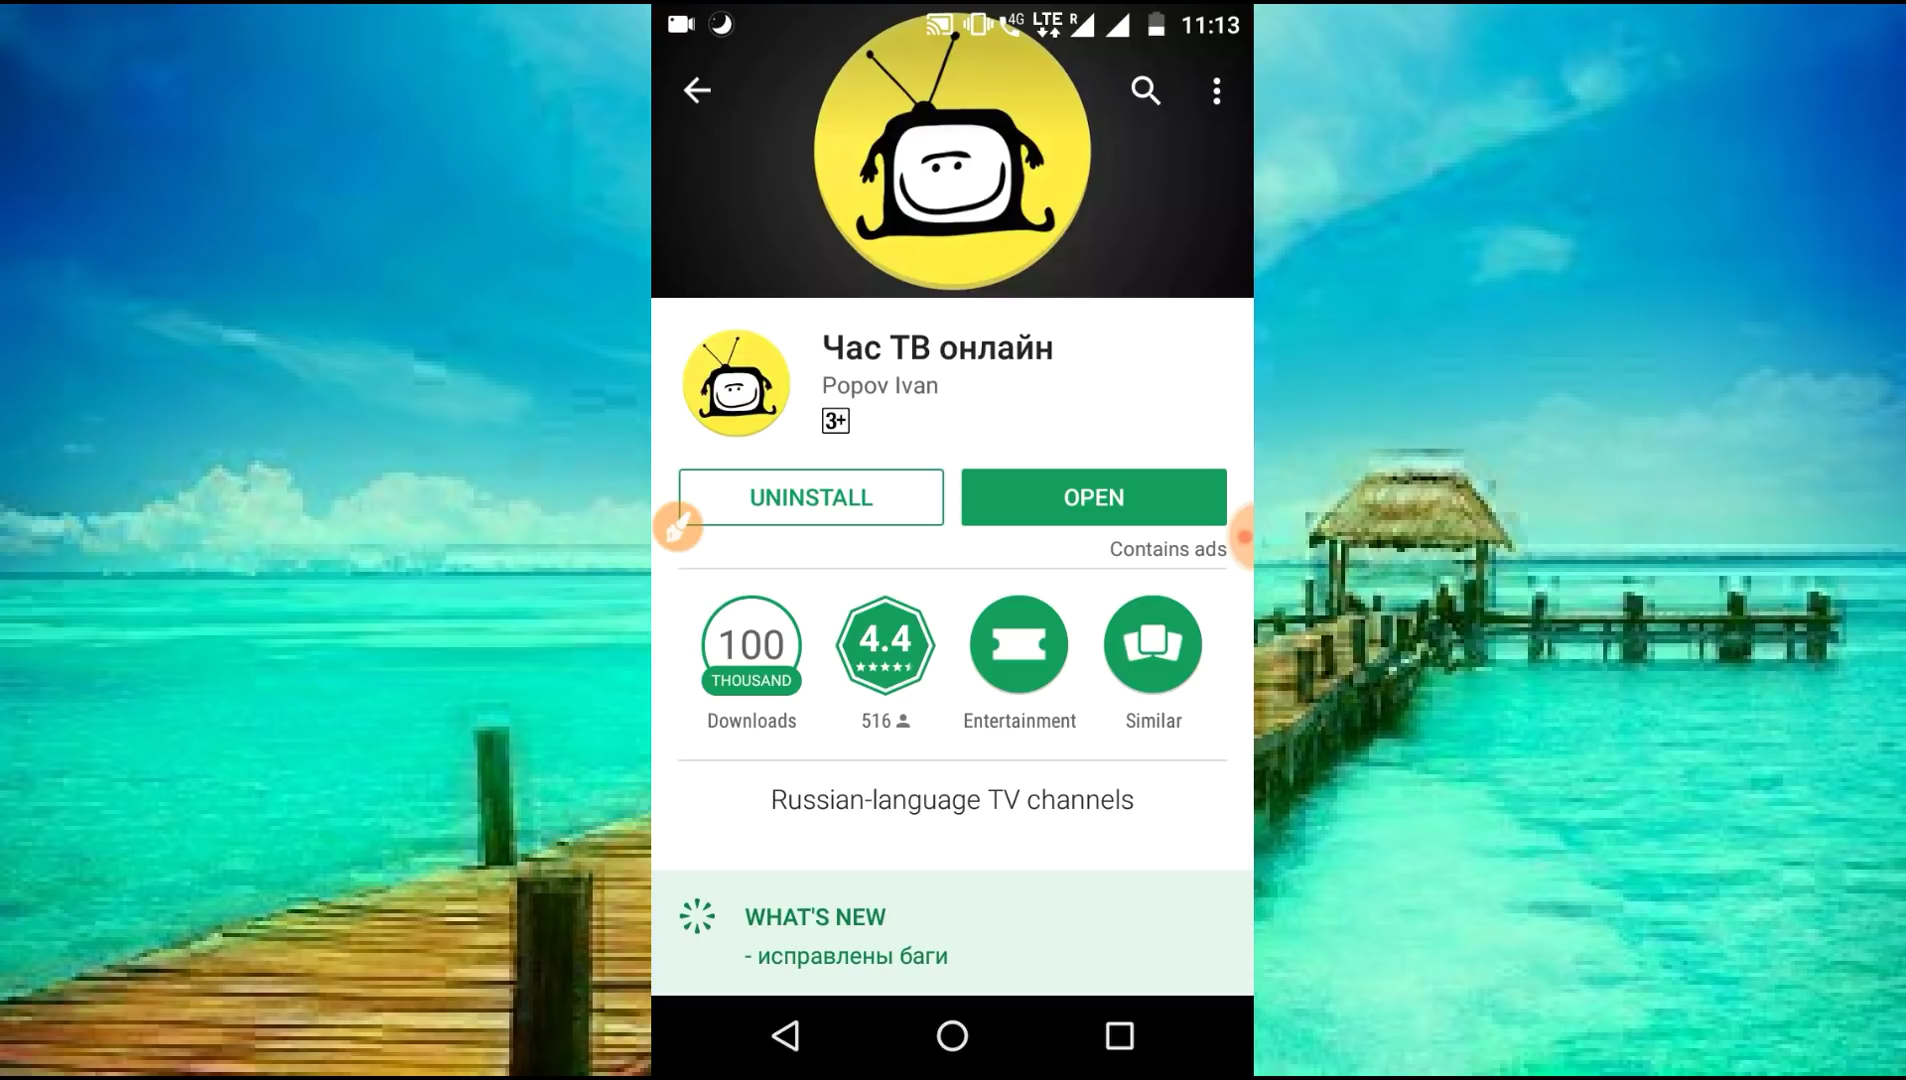 4G LTE R 11:13
Час ТВ онлайн
Popov Ivan
3+
UNINSTALL
OPEN
Contains ads
100
THOUSAND
4.4
Downloads
516
Entertainment
Similar
Russian-language TV channels
WHAT'S NEW
- исправлены баги